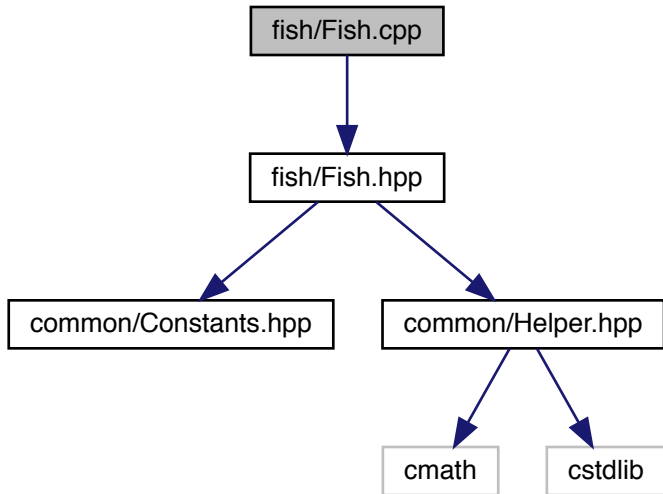 fish/Fish.cpp
fish/Fish.hpp
common/Constants.hpp
common/Helper.hpp
cmath
cstdlib